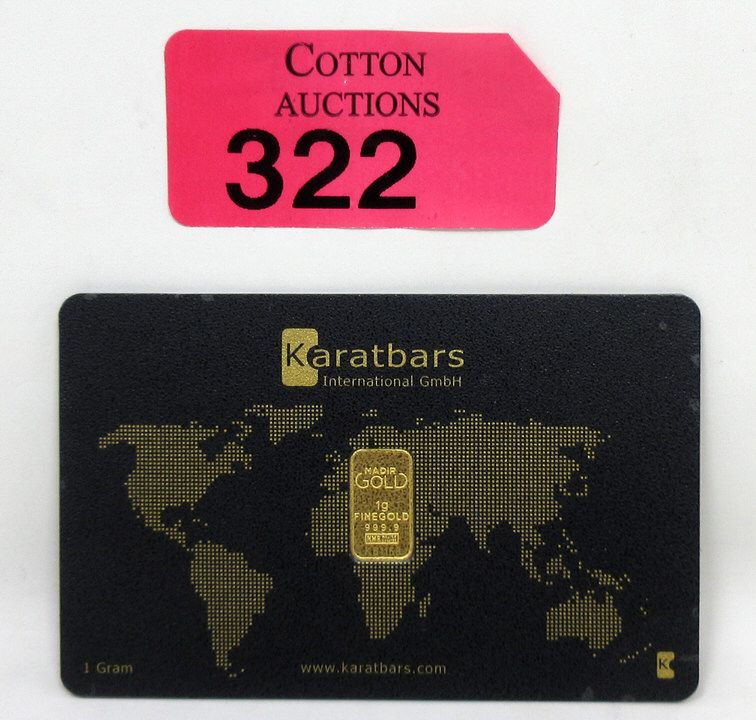 COTTON
AUCTIONS
322
Karatbars
International GmbH
NADIR
GOLD
1g
FINEGOLD
999.9
1 Gram
www.karatbars.com
K